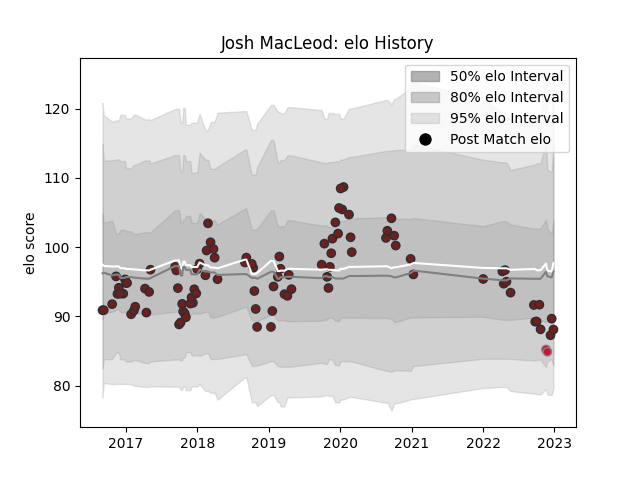 Josh MacLeod: elo History
50% elo Interval
80% elo Interval
95% elo Interval
Post Match elo
elo score
120
110
100
90
80
2017 2018 2019 2020 2021 2022 2023